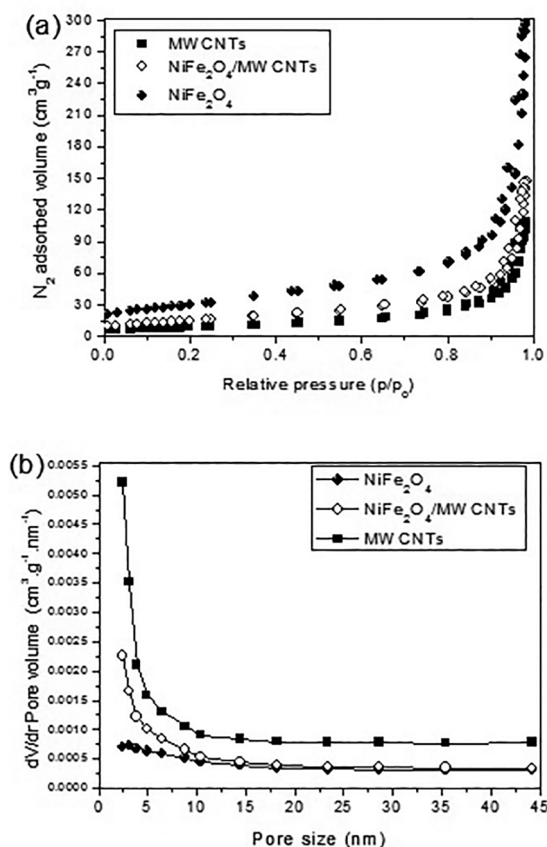 (a)
MW CNTs
NiFe₂O₄/MW CNTs
NiFe₂O₄
N₂ adsorbed volume (cm³g⁻¹)
300
270
240
210
180
150
120
90
60
30
0
0.0 0.2 0.4 0.6 0.8 1.0
Relative pressure (p/p₀)
(b)
NiFe₂O₄
NiFe₂O₄/MW CNTs
MW CNTs
dV/dr Pore volume (cm³.g⁻¹.nm⁻¹)
0.0055
0.0050
0.0045
0.0040
0.0035
0.0030
0.0025
0.0020
0.0015
0.0010
0.0005
0.0000
0 5 10 15 20 25 30 35 40 45
Pore size (nm)